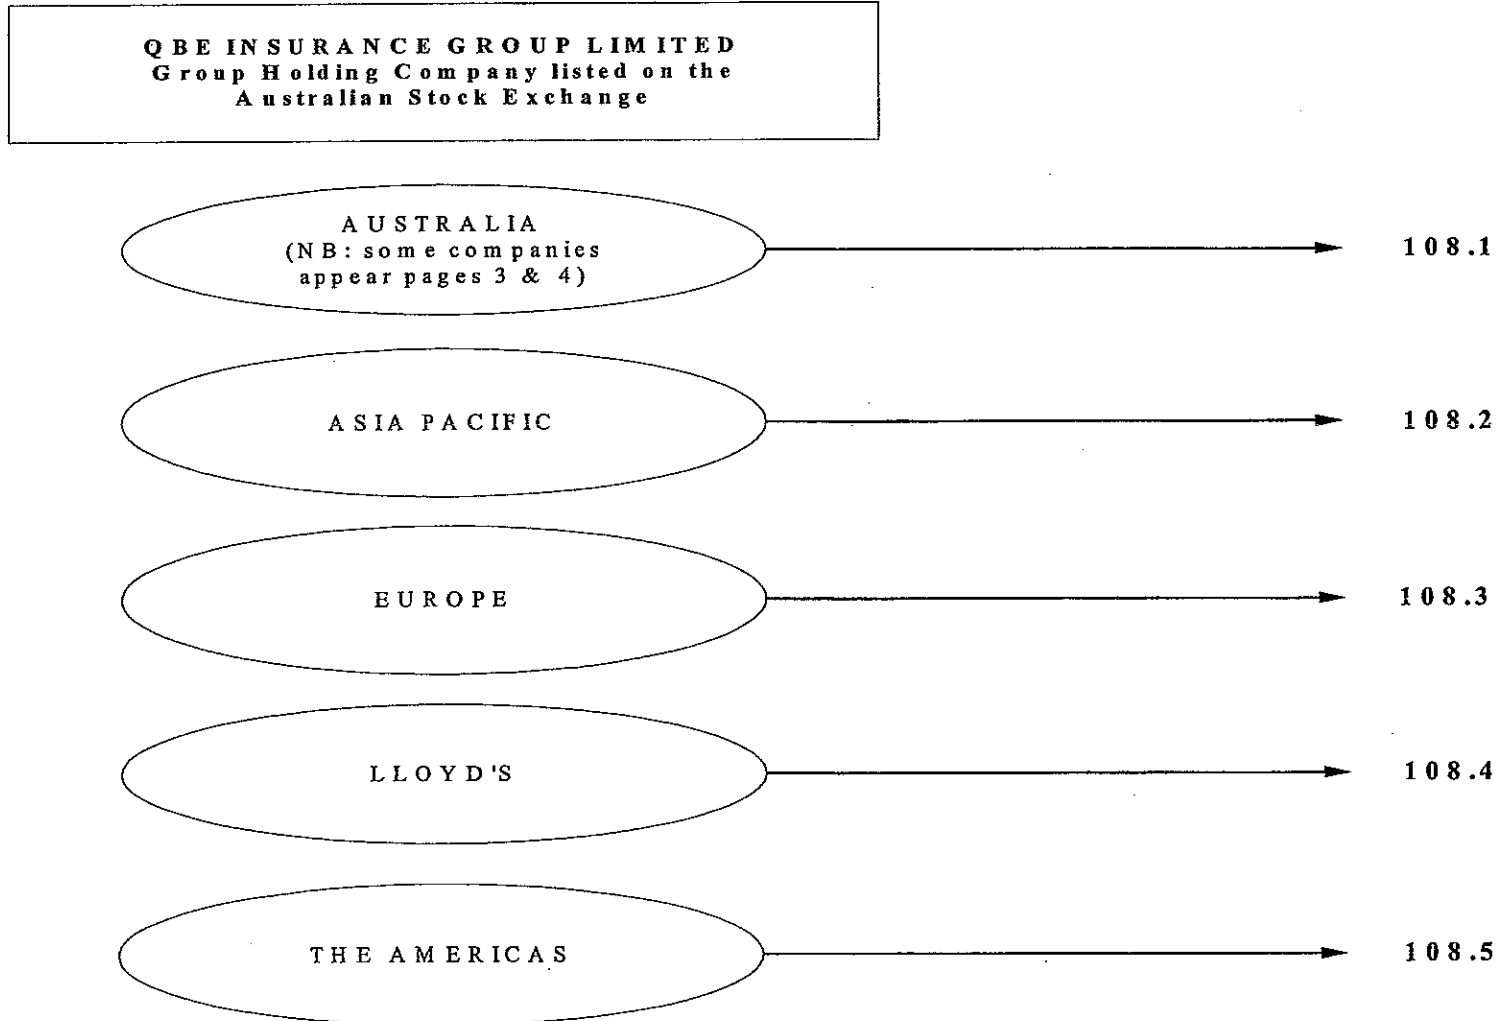 QBE INSURANCE GROUP LIMITED
Group Holding Company listed on the
Australian Stock Exchange
AUSTRALIA
(NB: some companies
appear pages 3 & 4)
108.1
ASIA PACIFIC
108.2
EUROPE
108.3
LLOYD'S
108.4
THE AMERICAS
108.5